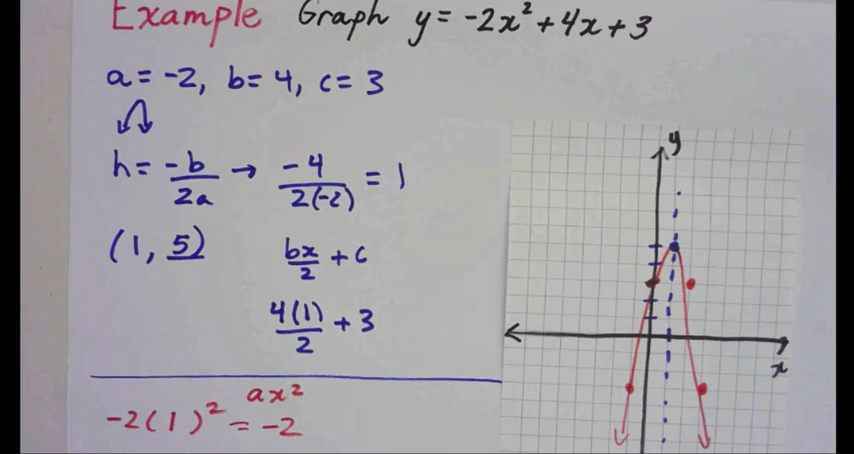 Example Graph y = -2x² + 4x + 3
a = -2, b = 4, c = 3
h = -b/2a → -4/2(-2) = 1
(1, 5) bx/2 + c
4(1)/2 + 3
ax²
-2(1)² = -2
y
x